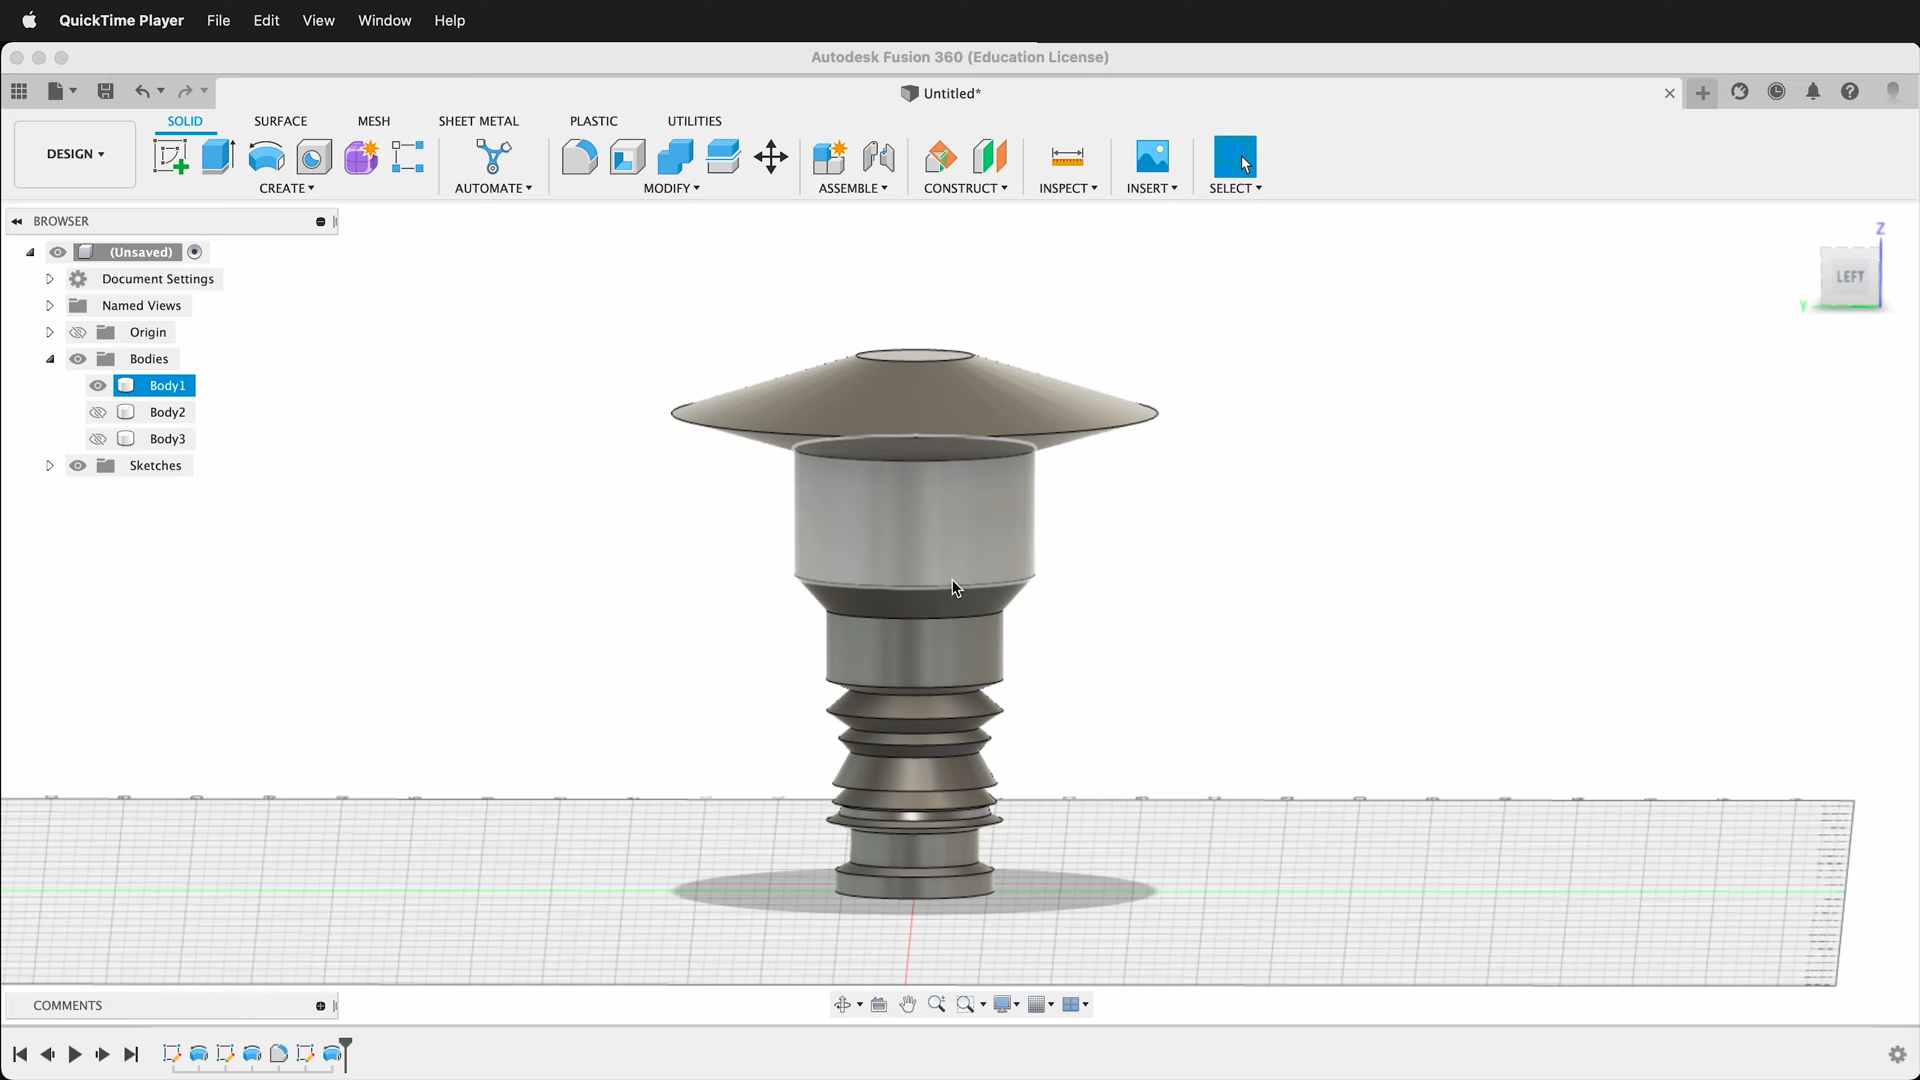 QuickTime Player File Edit View Window Help
Autodesk Fusion 360 (Education License)
Untitled*
SOLID SURFACE MESH SHEET METAL PLASTIC UTILITIES
DESIGN
CREATE AUTOMATE MODIFY ASSEMBLE CONSTRUCT INSPECT INSERT SELECT
BROWSER
(Unsaved)
Document Settings
Named Views
Origin
Bodies
Body1
Body2
Body3
Sketches
Z
LEFT
Y
COMMENTS